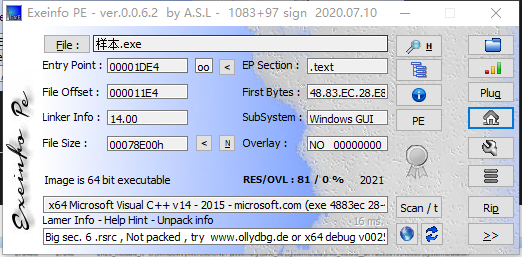 Exeinfo PE - ver.0.0.6.2 by A.S.L - 1083+97 sign 2020.07.10
File : 样本.exe H
Entry Point : 00001DE4 oo < EP Section : .text
File Offset : 000011E4 First Bytes : 48.83.EC.28.E8 Plug
Linker Info : 14.00 SubSystem : Windows GUI PE
File Size : 00078E00h < N Overlay : NO 00000000
Image is 64 bit executable RES/OVL : 81 / 0 % 2021
x64 Microsoft Visual C++ v14 - 2015 - microsoft.com (exe 4883ec 28- Scan / t Rip
Lamer Info - Help Hint - Unpack info 16 ms.
Big sec. 6 .rsrc , Not packed , try www.ollydbg.de or x64 debug v0025 >>
Exeinfo Pe